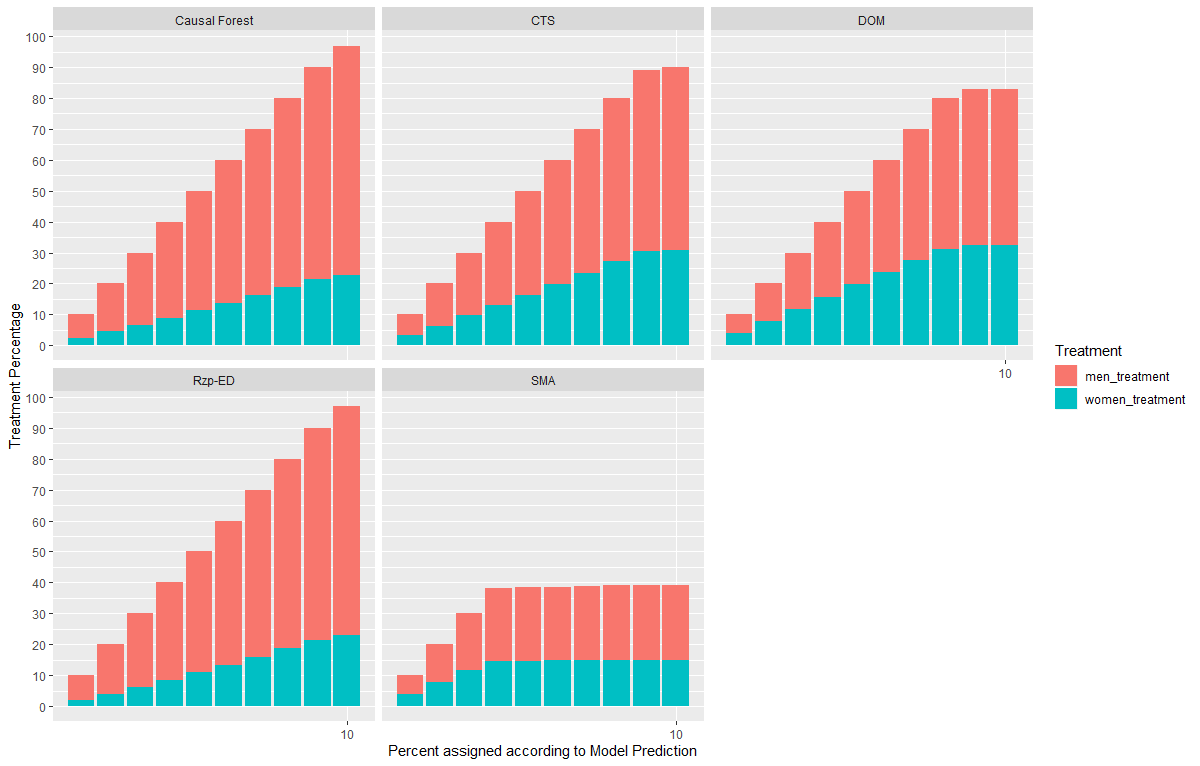 Causal Forest
CTS
DOM
100
90
80
70
60
50
40
30
20
10
0
10
Rzp-ED
SMA
100
90
80
70
60
50
40
30
20
10
0
10
10
Treatment Percentage
Percent assigned according to Model Prediction
Treatment
men_treatment
women_treatment